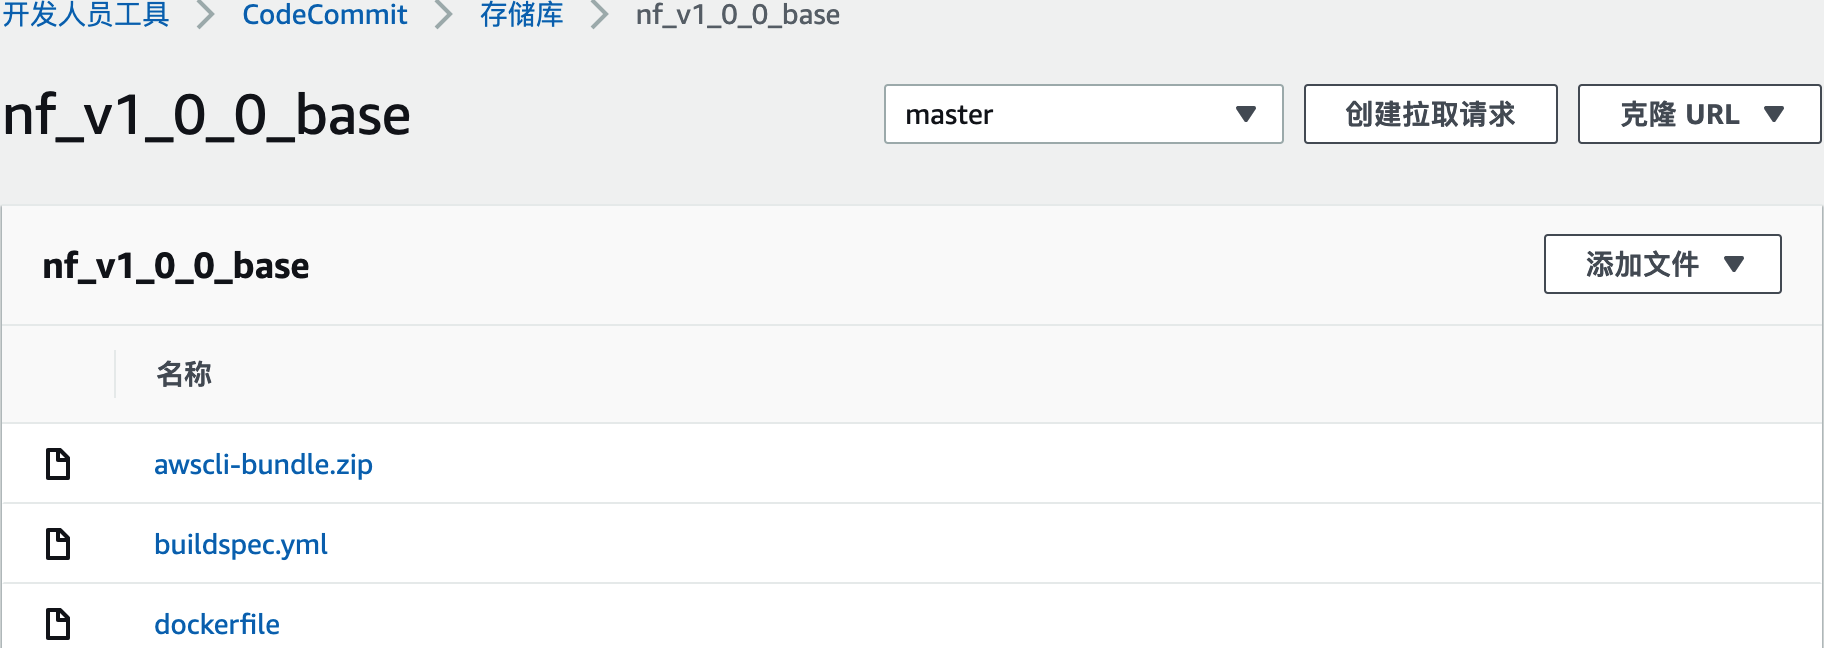 开发人员工具 CodeCommit 存储库 nf_v1_0_0_base
nf_v1_0_0_base master 创建拉取请求 克隆 URL
nf_v1_0_0_base 添加文件
名称
awscli-bundle.zip
buildspec.yml
dockerfile